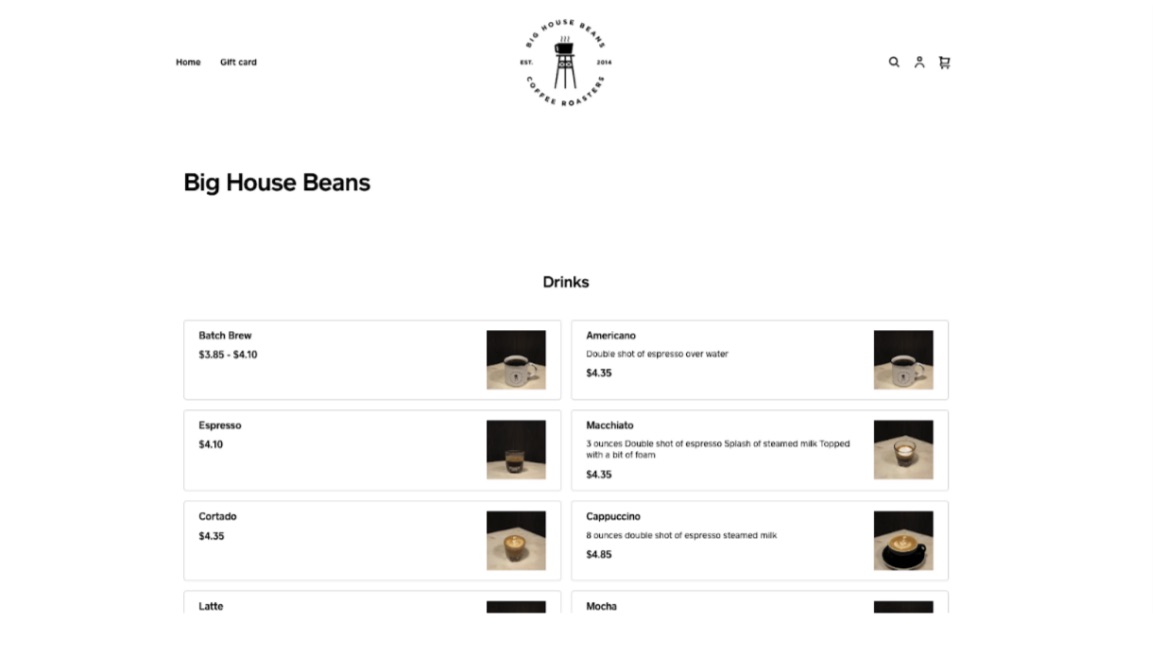 Home
Gift card
BIG HOUSE BEANS
EST.
2014
COFFEE ROASTERS
Big House Beans
Drinks
Batch Brew
$3.85 - $4.10
Americano
Double shot of espresso over water
$4.35
Espresso
$4.10
Macchiato
3 ounces Double shot of espresso Splash of steamed milk Topped
with a bit of foam
$4.35
Cortado
$4.35
Cappuccino
8 ounces double shot of espresso steamed milk
$4.85
Latte
Mocha